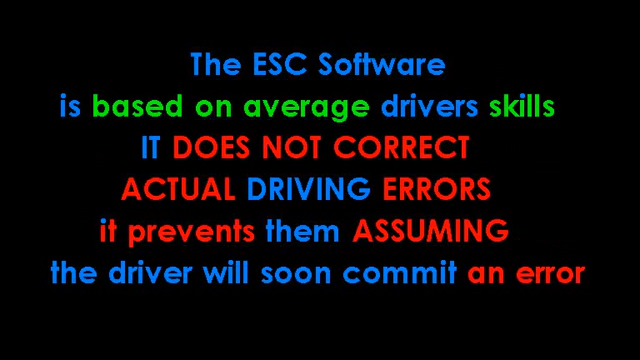 The ESC Software
is based on average drivers skills
IT DOES NOT CORRECT
ACTUAL DRIVING ERRORS
it prevents them ASSUMING
the driver will soon commit an error